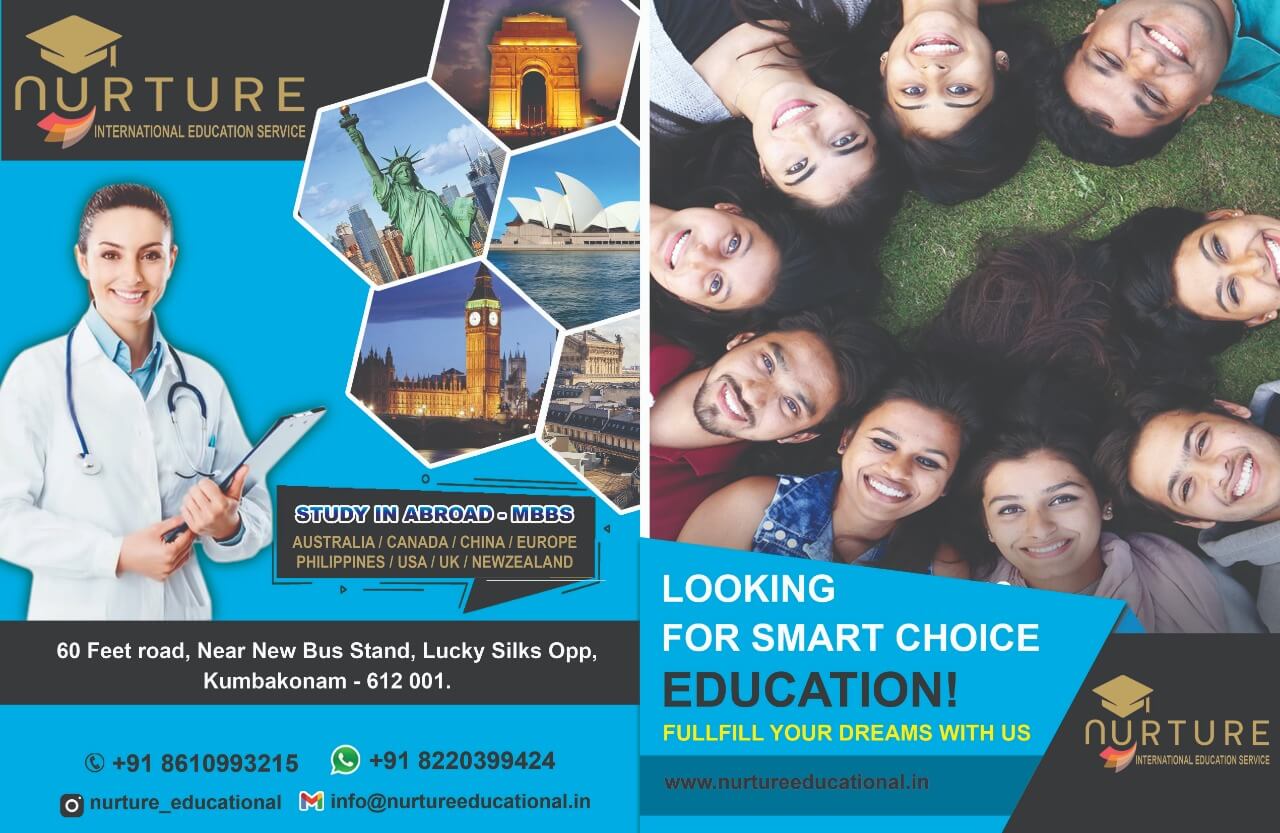 NURTURE
INTERNATIONAL EDUCATION SERVICE
STUDY IN ABROAD - MBBS
AUSTRALIA / CANADA / CHINA / EUROPE
PHILIPPINES / USA / UK / NEWZEALAND
60 Feet road, Near New Bus Stand, Lucky Silks Opp,
Kumbakonam - 612 001.
+91 8610993215
+91 8220399424
nurture_educational
info@nurtureeducational.in
LOOKING
FOR SMART CHOICE
EDUCATION!
FULLFILL YOUR DREAMS WITH US
www.nurtureeducational.in
NURTURE
INTERNATIONAL EDUCATION SERVICE